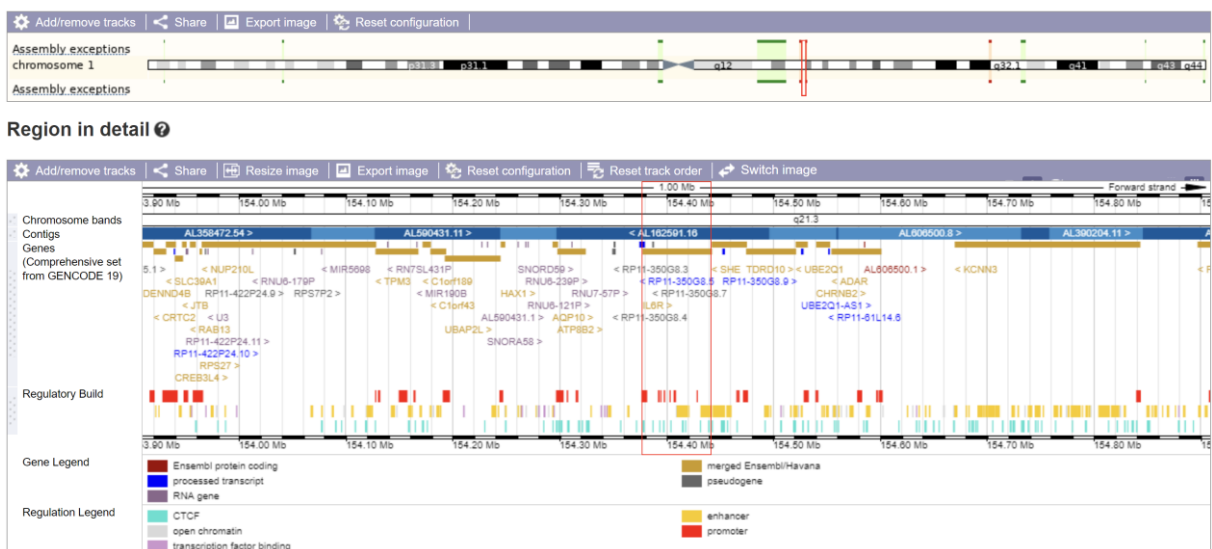 Add/remove tracks Share Export image Reset configuration
Assembly exceptions
chromosome 1 p31.3 p31.1 q12 q32.1 q41 q43 q44
Assembly exceptions
Region in detail
Add/remove tracks Share Resize image Export image Reset configuration Reset track order Switch image
1.00 Mb Forward strand
3.90 Mb 154.00 Mb 154.10 Mb 154.20 Mb 154.30 Mb 154.40 Mb 154.50 Mb 154.60 Mb 154.70 Mb 154.80 Mb 15
Chromosome bands q21.3
Contigs AL358472.54 > AL590431.11 > < AL162591.16 AL606500.8 > AL390204.11 > A
Genes
(Comprehensive set
from GENCODE 19)
5.1 > < NUP210L < MIR5698 < RN7SL431P SNORD59 > < RP11-350G8.3 < SHE TDRD10 > < UBE2Q1 AL606500.1 > < KCNN3
< SLC39A1 < RNU6-179P < TPM3 < C1orf189 RNU6-239P > < RP11-350G8.5 RP11-350G8.9 > < ADAR
DENND4B RP11-422P24.9 > RPS7P2 > < MIR190B HAX1 > RNU7-57P > < RP11-350G8.7 CHRNB2 >
< JTB < C1orf43 RNU6-121P > IL6R > UBE2Q1-AS1 >
< CRTC2 < U3 AL590431.1 > AQP10 > < RP11-350G8.4 < RP11-61L14.6
< RAB13 UBAP2L > ATP8B2 >
RP11-422P24.11 > SNORA58 >
RP11-422P24.10 >
RPS27 >
CREB3L4 >
Regulatory Build
3.90 Mb 154.00 Mb 154.10 Mb 154.20 Mb 154.30 Mb 154.40 Mb 154.50 Mb 154.60 Mb 154.70 Mb 154.80 Mb 15
Gene Legend Ensembl protein coding merged Ensembl/Havana
processed transcript pseudogene
RNA gene
Regulation Legend CTCF enhancer
open chromatin promoter
transcription factor binding